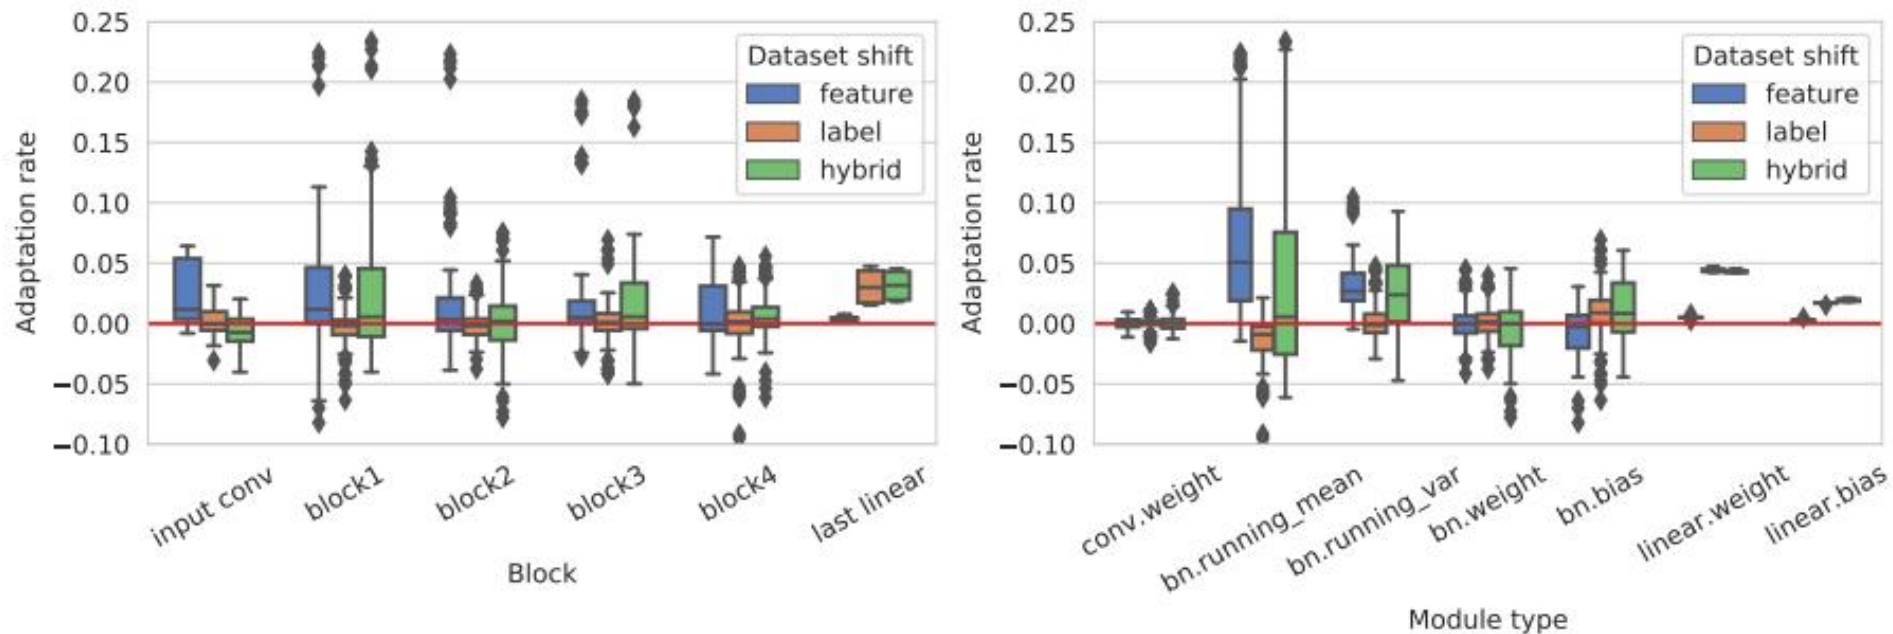 0.25
0.20
0.15
0.10
0.05
0.00
−0.05
−0.10
Adaptation rate
Dataset shift
feature
label
hybrid
input conv
block1
block2
block3
block4
last linear
Block
0.25
0.20
0.15
0.10
0.05
0.00
−0.05
−0.10
Adaptation rate
Dataset shift
feature
label
hybrid
conv.weight
bn.running_mean
bn.running_var
bn.weight
bn.bias
linear.weight
linear.bias
Module type